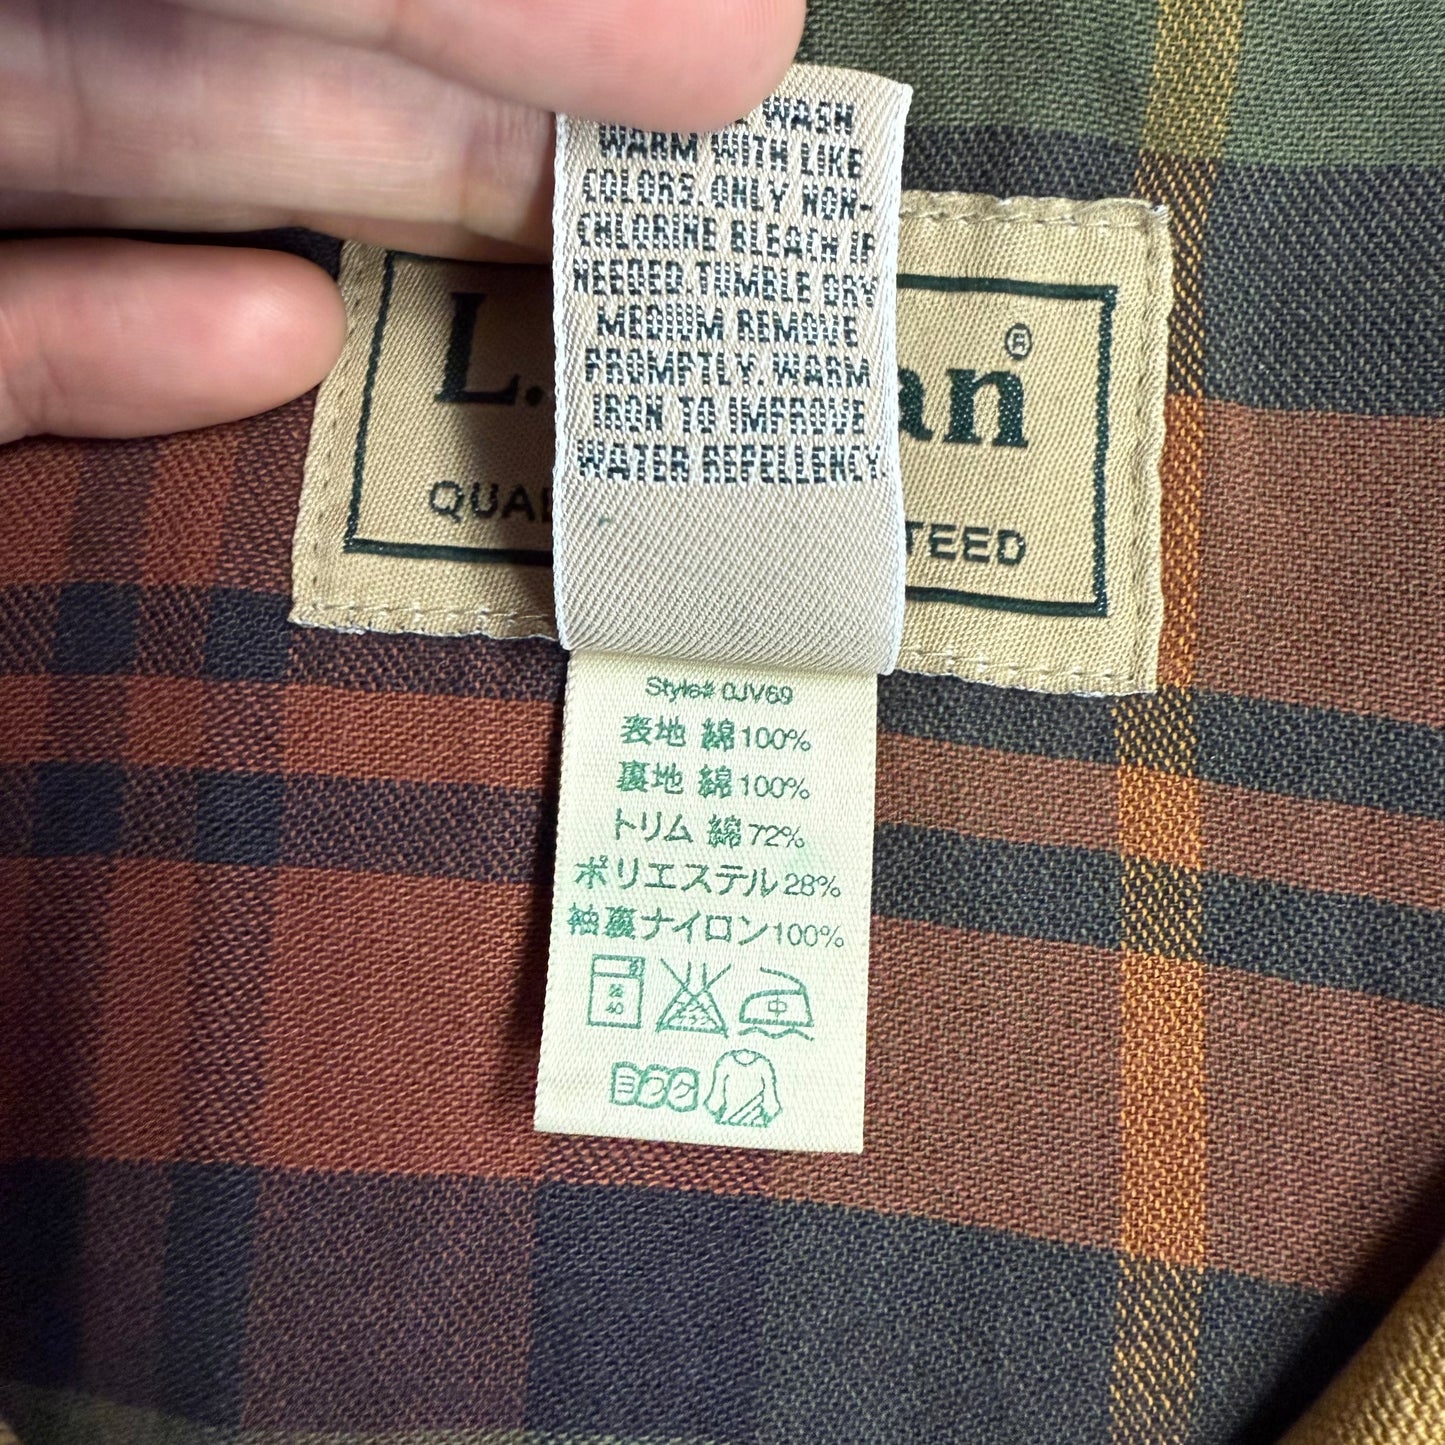 WASH
WARM WITH LIKE
COLORS. ONLY NON-
CHLORINE BLEACH IF
NEEDED. TUMBLE DRY
MEDIUM REMOVE
PROMPTLY. WARM
IRON TO IMPROVE
WATER REPELLENCY.
L.
an®
QUA
TEED
Style# 0JV69
表地 綿100%
裏地 綿100%
トリム 綿72%
ポリエステル28%
袖裏ナイロン100%
40
中